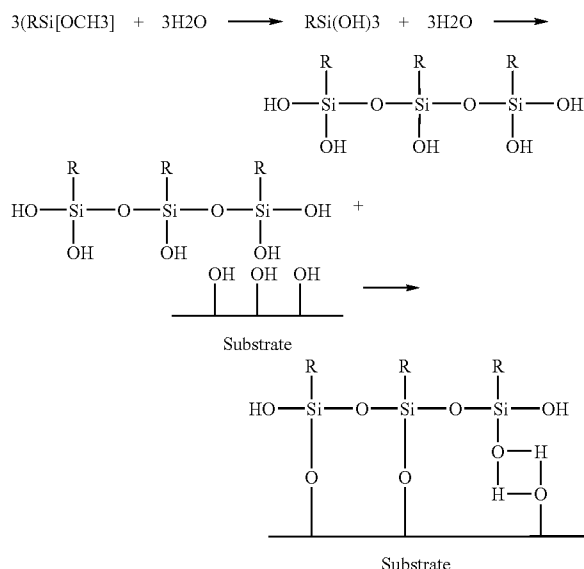 3(RSi[OCH3] + 3H2O RSi(OH)3 + 3H2O
R R R
HO Si O Si O Si OH
OH OH OH
R R R
HO Si O Si O Si OH +
OH OH OH
OH OH OH
Substrate
R R R
HO Si O Si O Si OH
O H
O O H O
Substrate